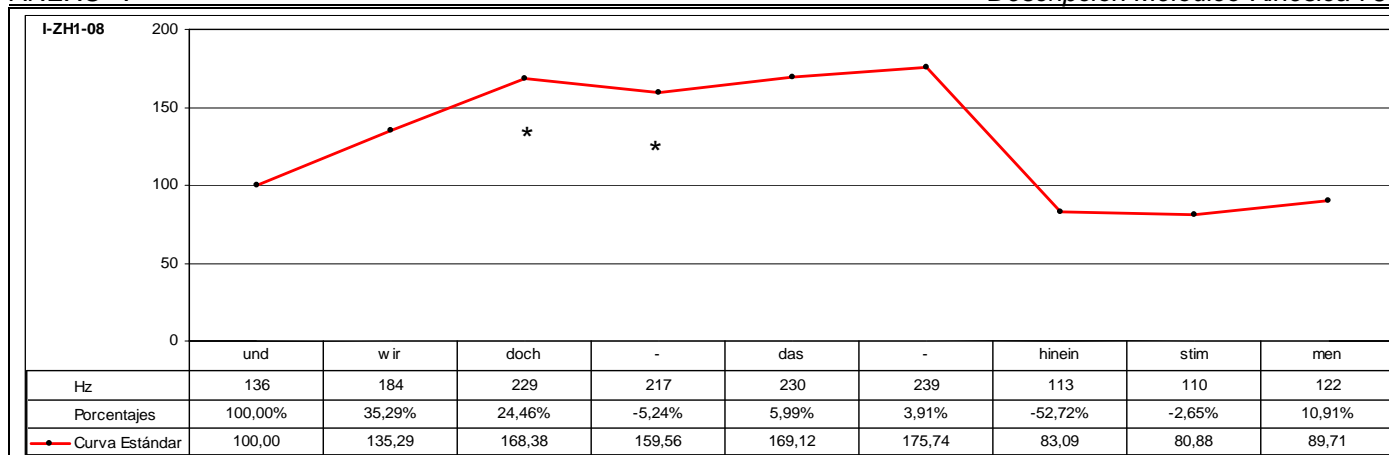 I-ZH1-08
200
150
*
*
100
50
0
und wir doch - das - hinein stim men
Hz 136 184 229 217 230 239 113 110 122
Porcentajes 100,00% 35,29% 24,46% -5,24% 5,99% 3,91% -52,72% -2,65% 10,91%
Curva Estándar 100,00 135,29 168,38 159,56 169,12 175,74 83,09 80,88 89,71